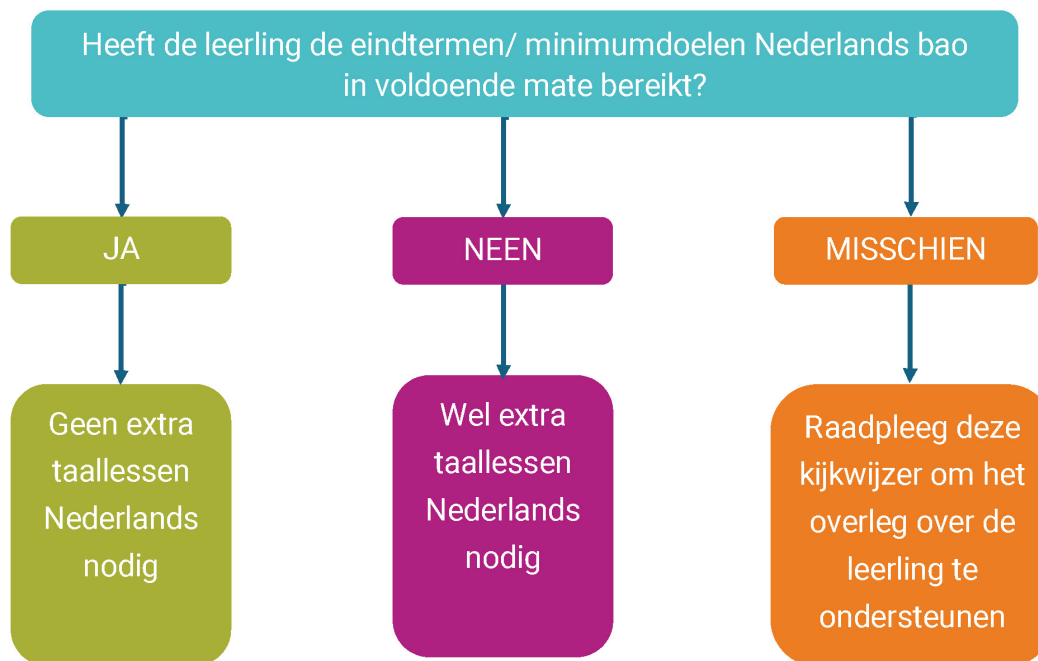 Heeft de leerling de eindtermen/ minimumdoelen Nederlands bao
in voldoende mate bereikt?
JA
NEEN
MISSCHIEN
Geen extra
taallessen
Nederlands
nodig
Wel extra
taallessen
Nederlands
nodig
Raadpleeg deze
kijkwijzer om het
overleg over de
leerling te
ondersteunen